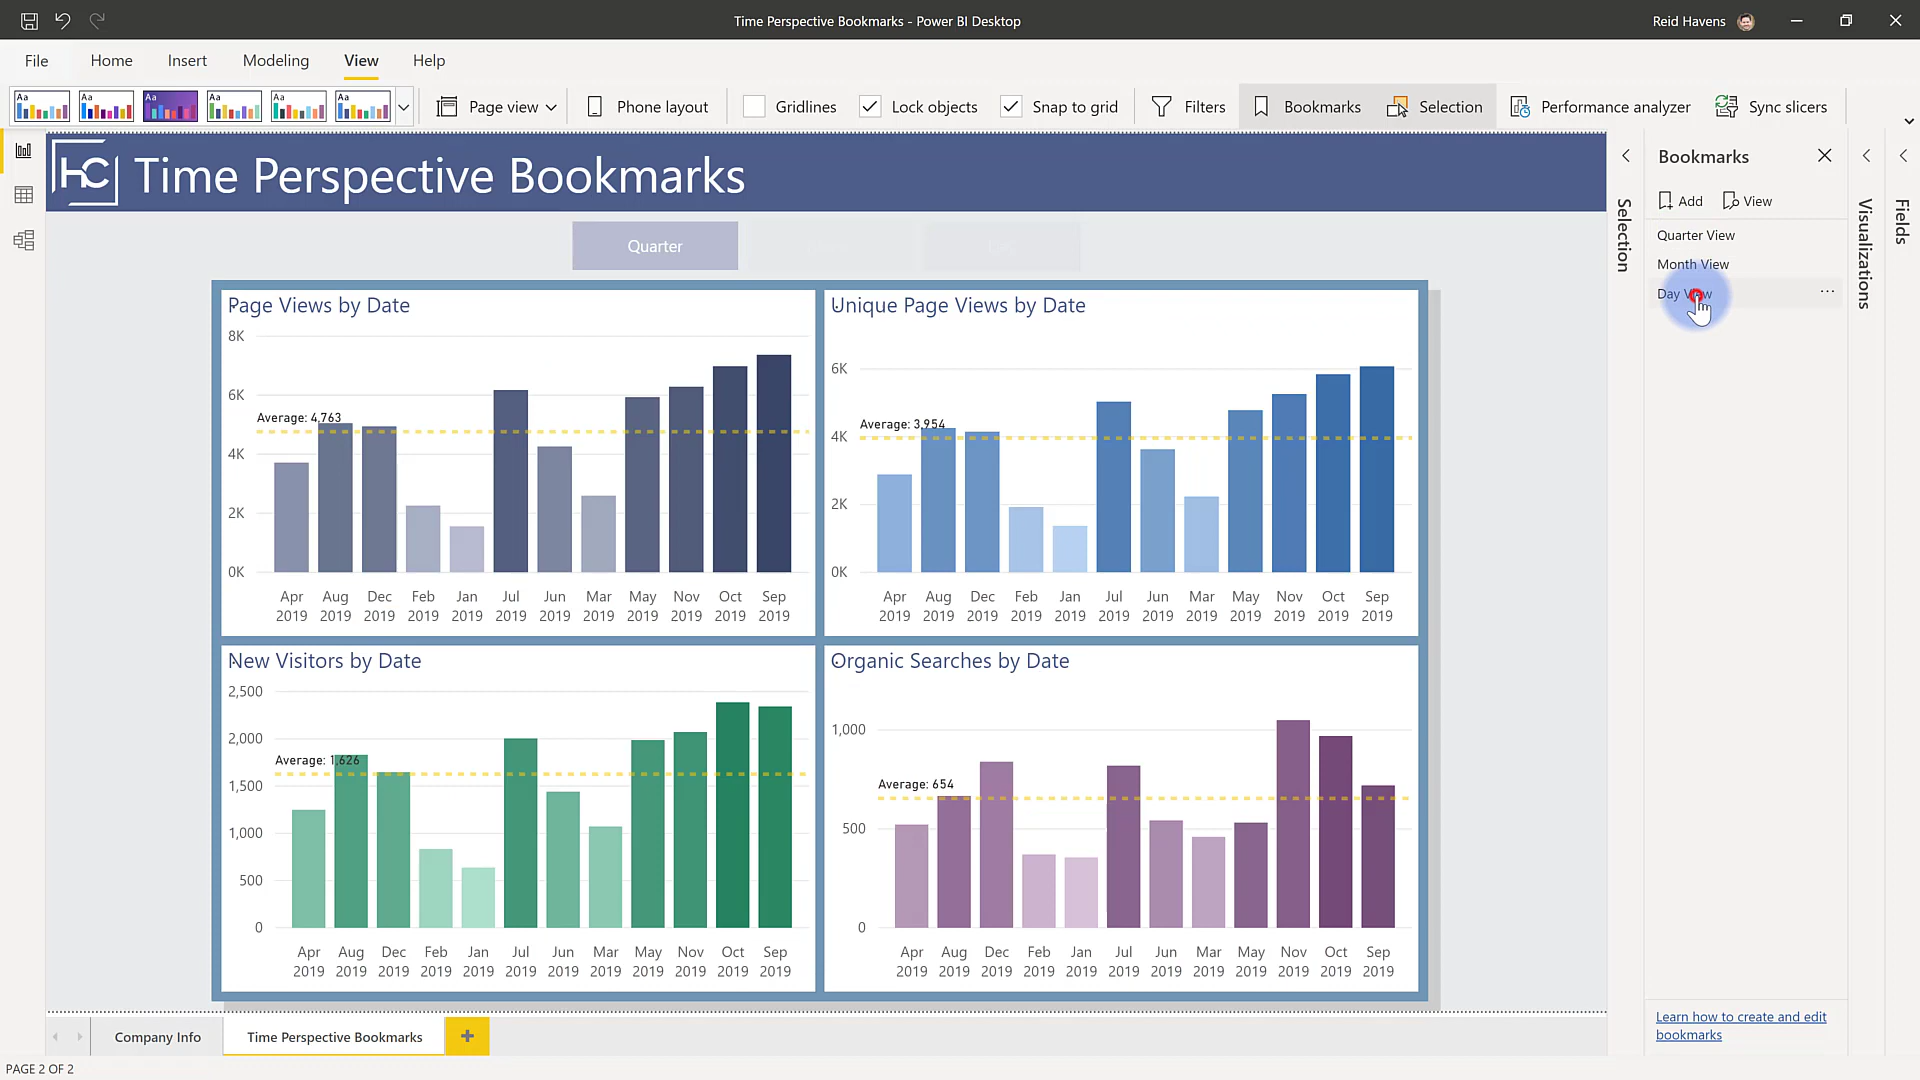 Time Perspective Bookmarks - Power BI Desktop
Reid Havens
File Home Insert Modeling View Help
Aa Aa Aa Aa Aa Aa
Page view
Phone layout
Gridlines
Lock objects
Snap to grid
Filters
Bookmarks
Selection
Performance analyzer
Sync slicers
HC Time Perspective Bookmarks
Quarter
Page Views by Date
8K
6K
4K
2K
0K
Average: 4,763
Apr Aug Dec Feb Jan Jul Jun Mar May Nov Oct Sep
2019 2019 2019 2019 2019 2019 2019 2019 2019 2019 2019 2019
Unique Page Views by Date
6K
4K
2K
0K
Average: 3,954
Apr Aug Dec Feb Jan Jul Jun Mar May Nov Oct Sep
2019 2019 2019 2019 2019 2019 2019 2019 2019 2019 2019 2019
New Visitors by Date
2,500
2,000
1,500
1,000
500
0
Average: 1,626
Apr Aug Dec Feb Jan Jul Jun Mar May Nov Oct Sep
2019 2019 2019 2019 2019 2019 2019 2019 2019 2019 2019 2019
Organic Searches by Date
1,000
500
0
Average: 654
Apr Aug Dec Feb Jan Jul Jun Mar May Nov Oct Sep
2019 2019 2019 2019 2019 2019 2019 2019 2019 2019 2019 2019
Selection
Bookmarks
Add View
Quarter View
Month View
Day View
Learn how to create and edit
bookmarks
Visualizations
Fields
Company Info
Time Perspective Bookmarks
PAGE 2 OF 2